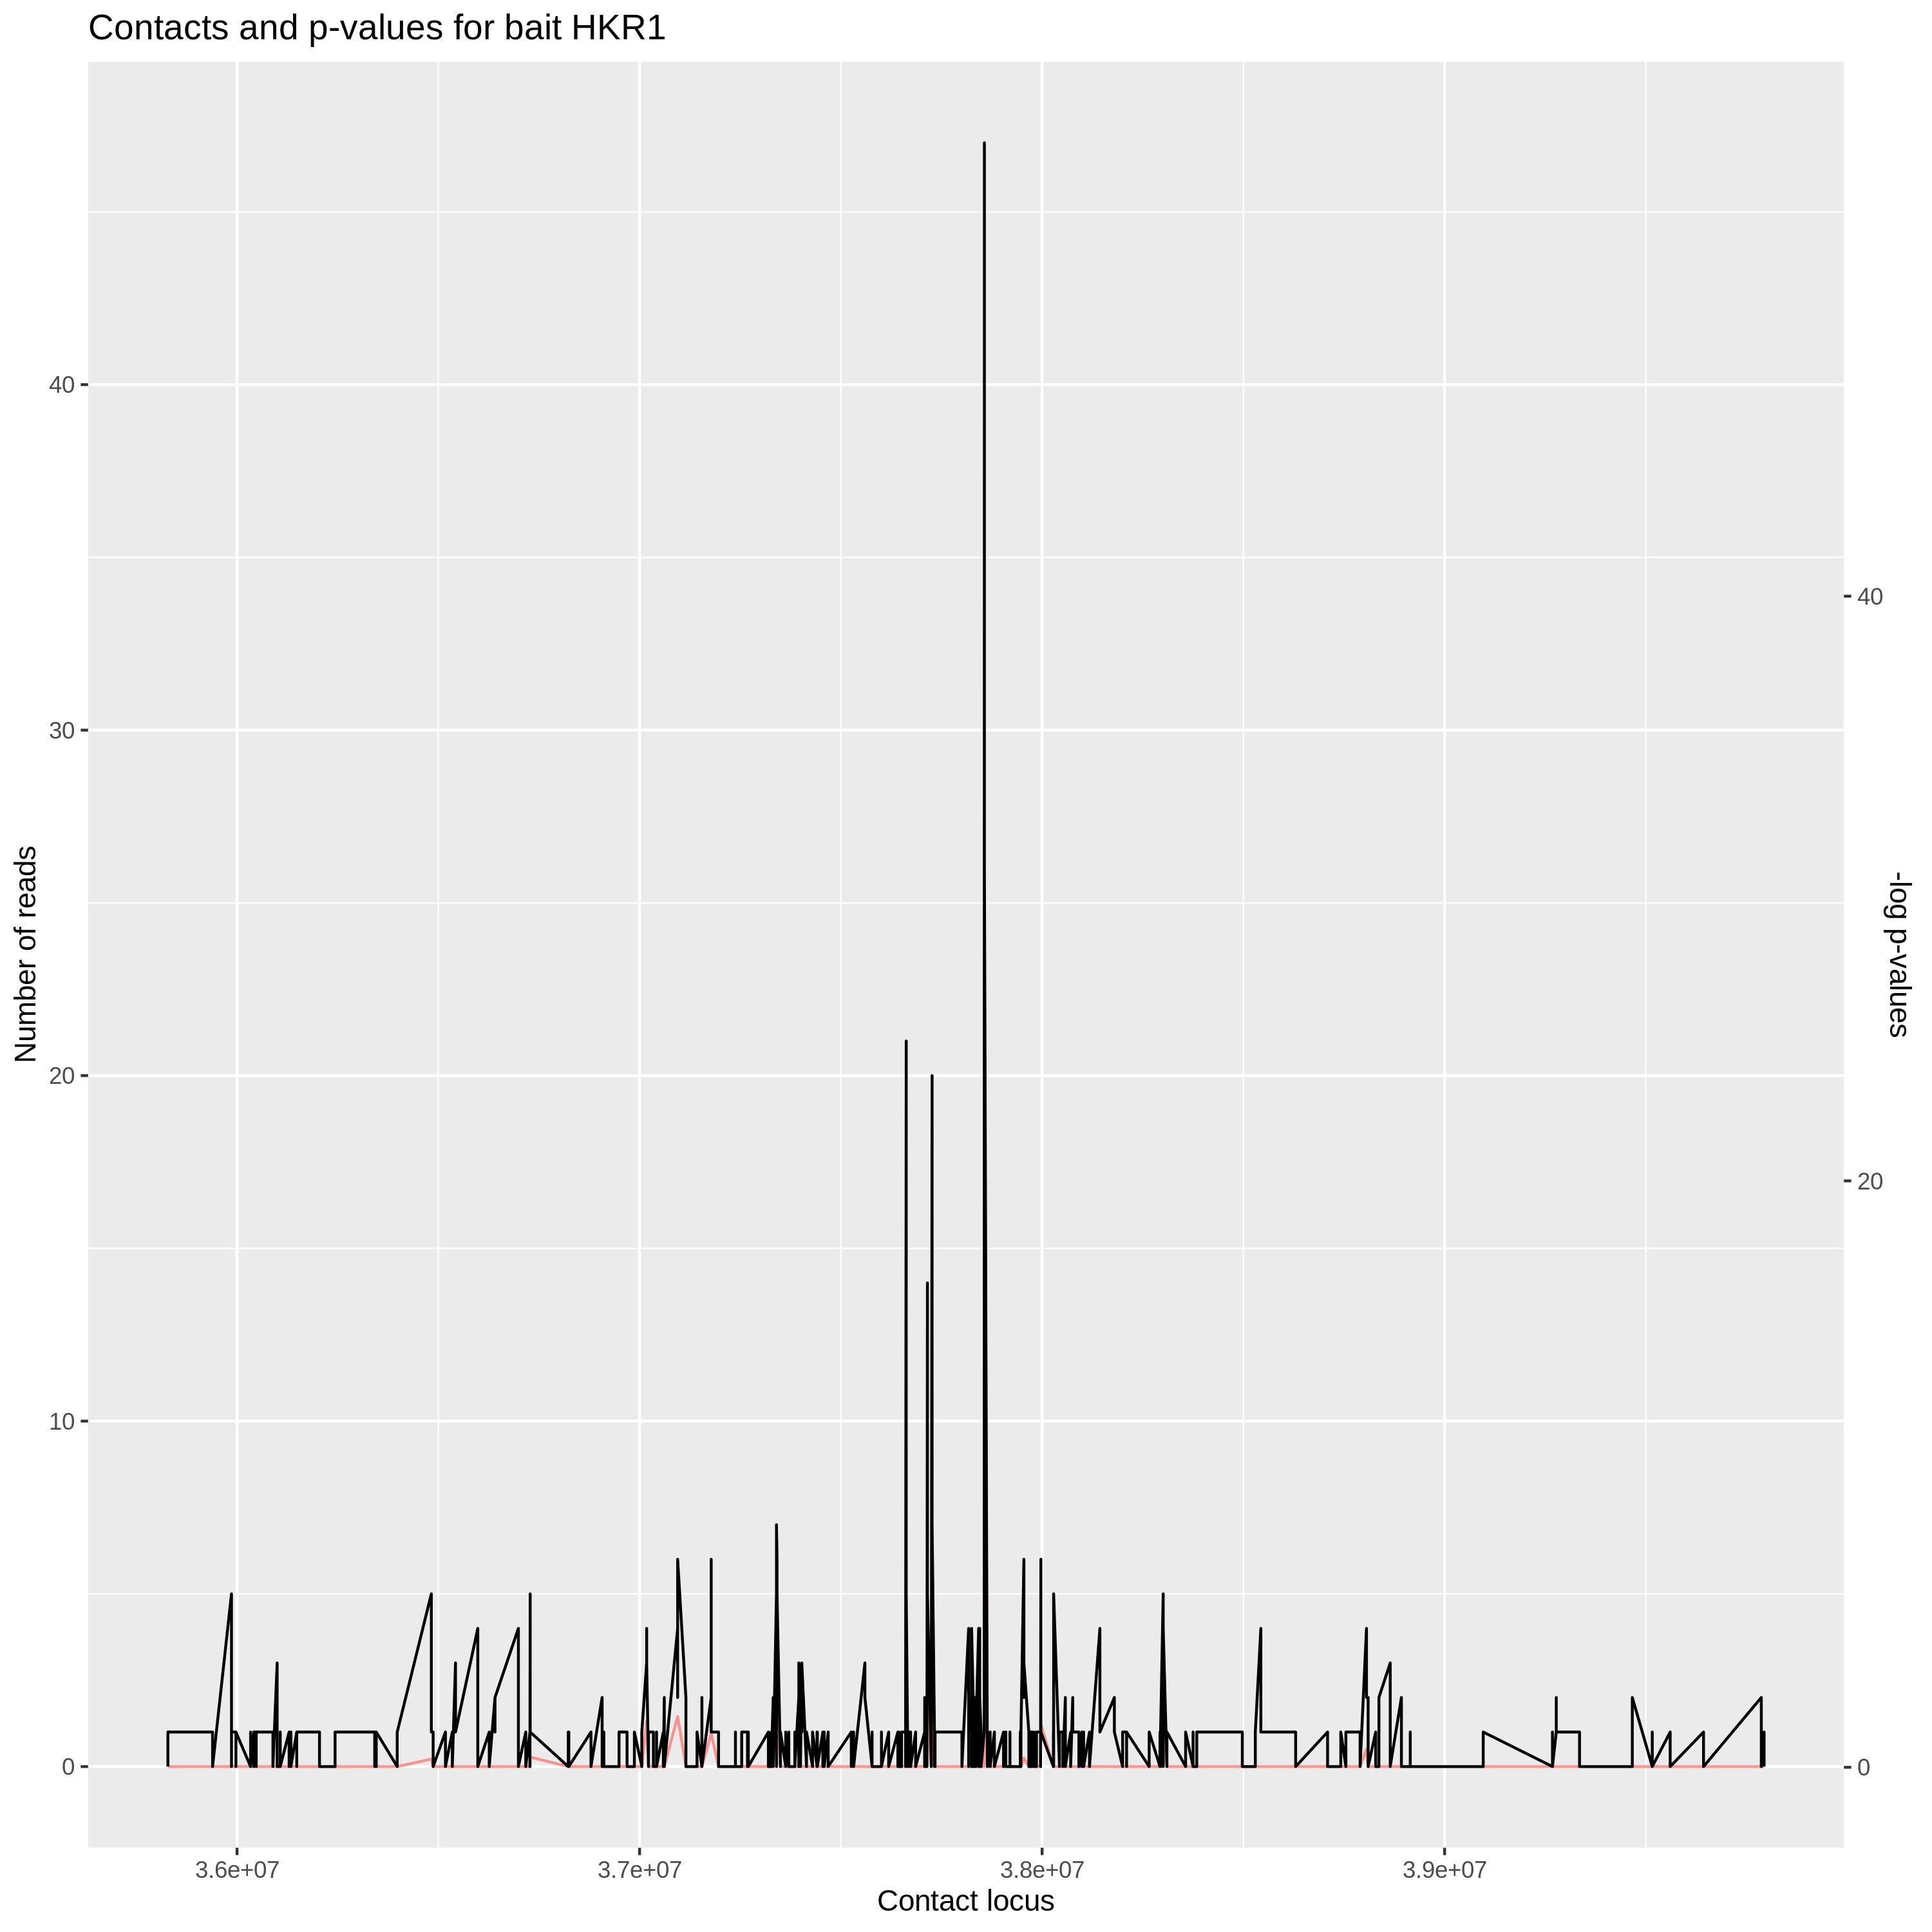 Contacts and p-values for bait HKR1
40
30
20
10
0
Number of reads
40
20
0
-log p-values
3.6e+07 3.7e+07 3.8e+07 3.9e+07
Contact locus